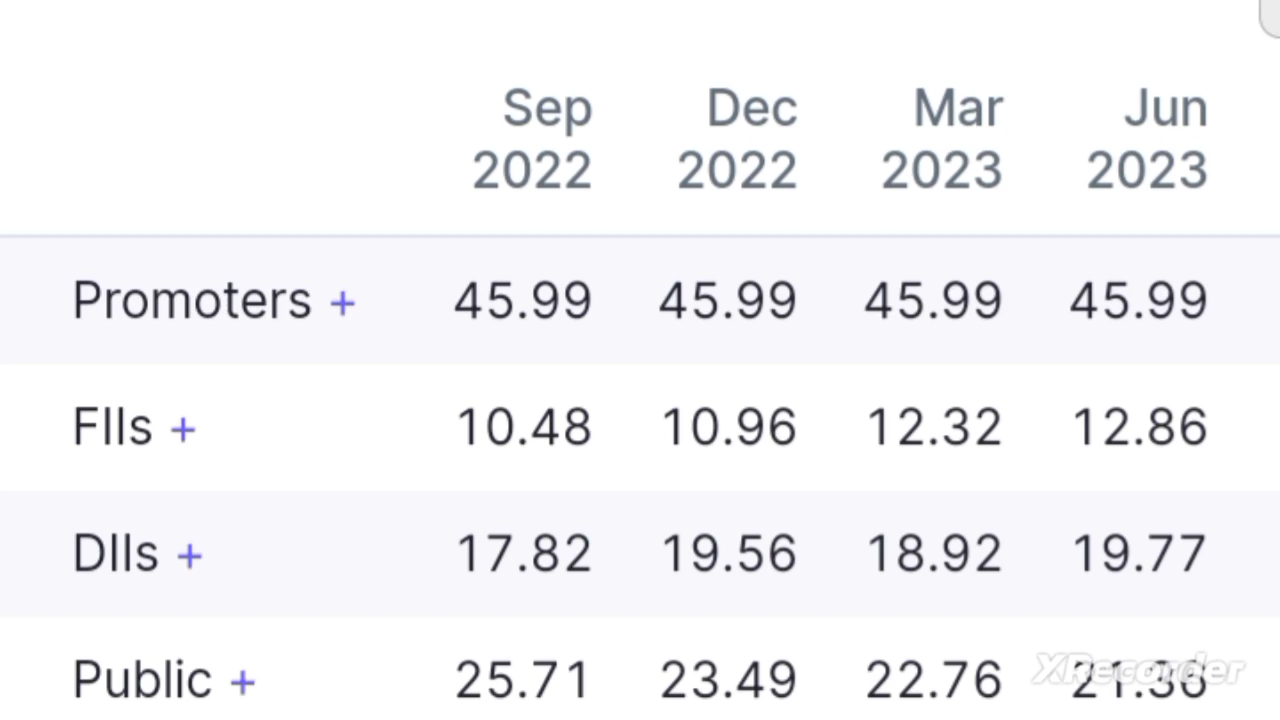 Sep Dec Mar Jun
2022 2022 2023 2023
Promoters + 45.99 45.99 45.99 45.99
FIIs + 10.48 10.96 12.32 12.86
DIIs + 17.82 19.56 18.92 19.77
Public + 25.71 23.49 22.76 21.36
XRecorder